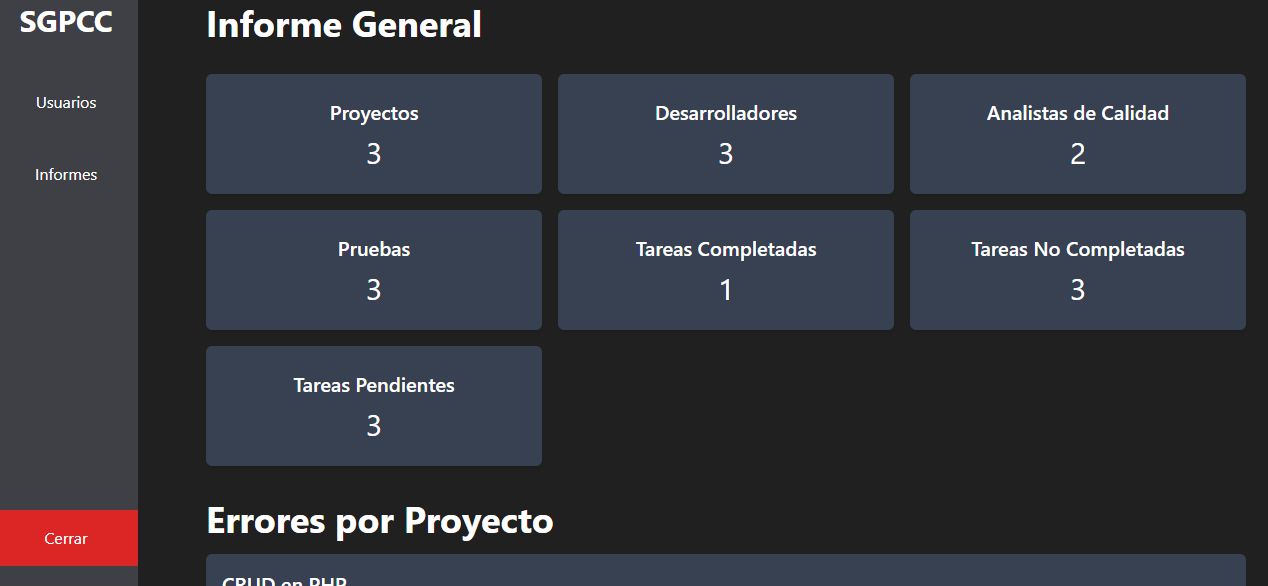 SGPCC
Usuarios
Informes
Cerrar
Informe General
Proyectos
3
Desarrolladores
3
Analistas de Calidad
2
Pruebas
3
Tareas Completadas
1
Tareas No Completadas
3
Tareas Pendientes
3
Errores por Proyecto
CRUD en PHP